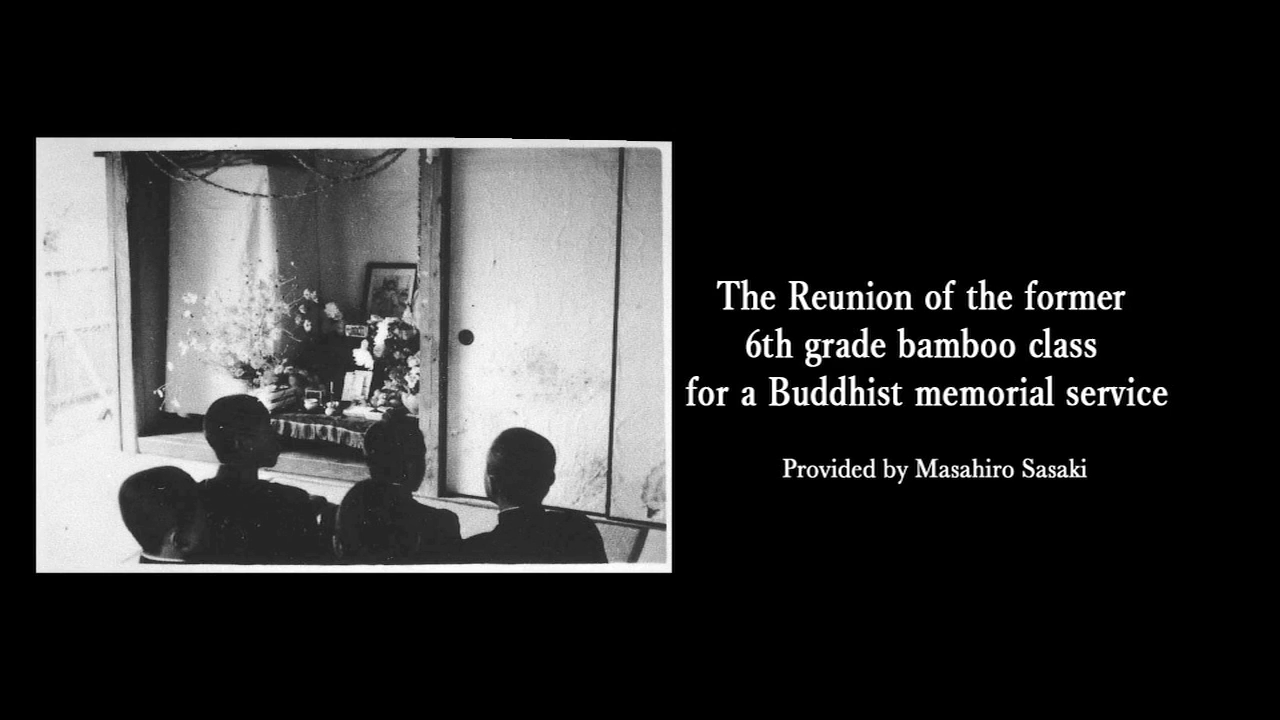 The Reunion of the former
6th grade bamboo class
for a Buddhist memorial service
Provided by Masahiro Sasaki